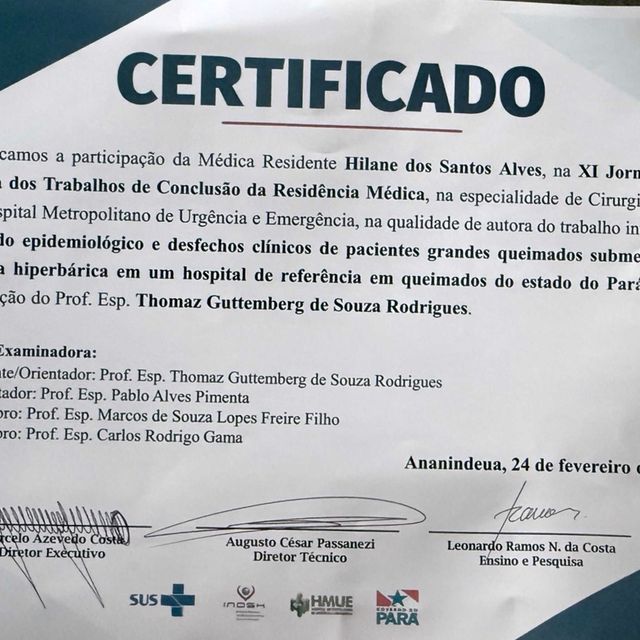 CERTIFICADO
camos a participação da Médica Residente Hilane dos Santos Alves, na XI Jorn
dos Trabalhos de Conclusão da Residência Médica, na especialidade de Cirurgi
spital Metropolitano de Urgência e Emergência, na qualidade de autora do trabalho in
do epidemiológico e desfechos clínicos de pacientes grandes queimados subme
a hiperbárica em um hospital de referência em queimados do estado do Pará
ção do Prof. Esp. Thomaz Guttemberg de Souza Rodrigues.
Examinadora:
te/Orientador: Prof. Esp. Thomaz Guttemberg de Souza Rodrigues
tador: Prof. Esp. Pablo Alves Pimenta
bro: Prof. Esp. Marcos de Souza Lopes Freire Filho
bro: Prof. Esp. Carlos Rodrigo Gama
Ananindeua, 24 de fevereiro
rcelo Azevedo Costa
Diretor Executivo
Augusto César Passanezi
Diretor Técnico
Leonardo Ramos N. da Costa
Ensino e Pesquisa
SUS
INDSH
HMUE
GOVERNO DO
PARÁ